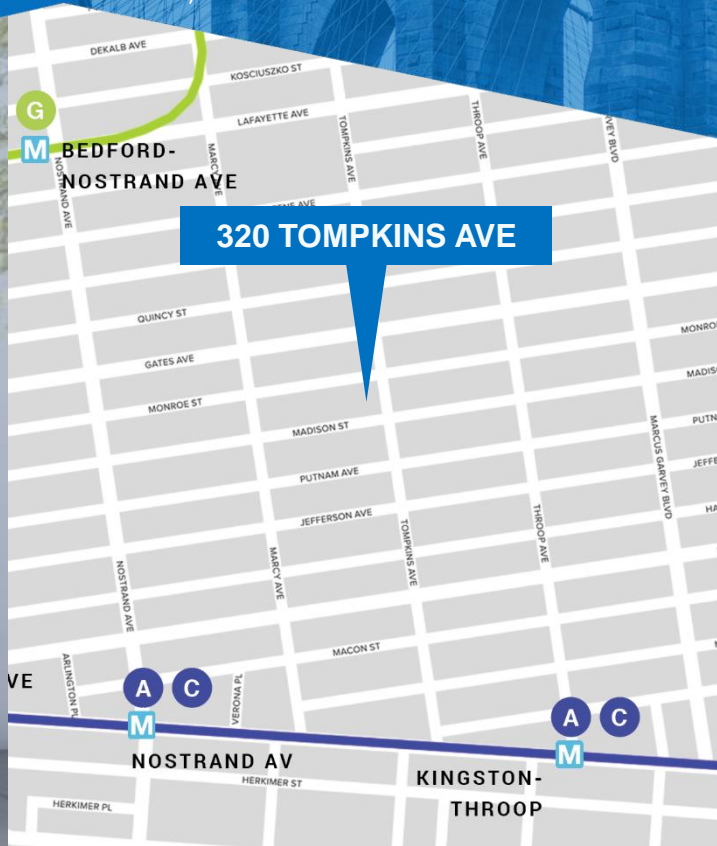 DEKALB AVE
KOSCIUSZKO ST
G
LAFAYETTE AVE
TOMPKINS AVE
THROOP AVE
M
BEDFORD-
NOSTRAND AVE
NOSTRAND AVE
MARCY AVE
320 TOMPKINS AVE
QUINCY ST
GATES AVE
MONROE ST
MADISON ST
PUTNAM AVE
JEFFERSON AVE
MARCUS GARVEY BLVD
NOSTRAND AVE
MARCY AVE
TOMPKINS AVE
THROOP AVE
MACON ST
ARLINGTON PL
VERONA PL
A C
M
NOSTRAND AV
A C
M
KINGSTON-
THROOP
HERKIMER ST
HERKIMER PL